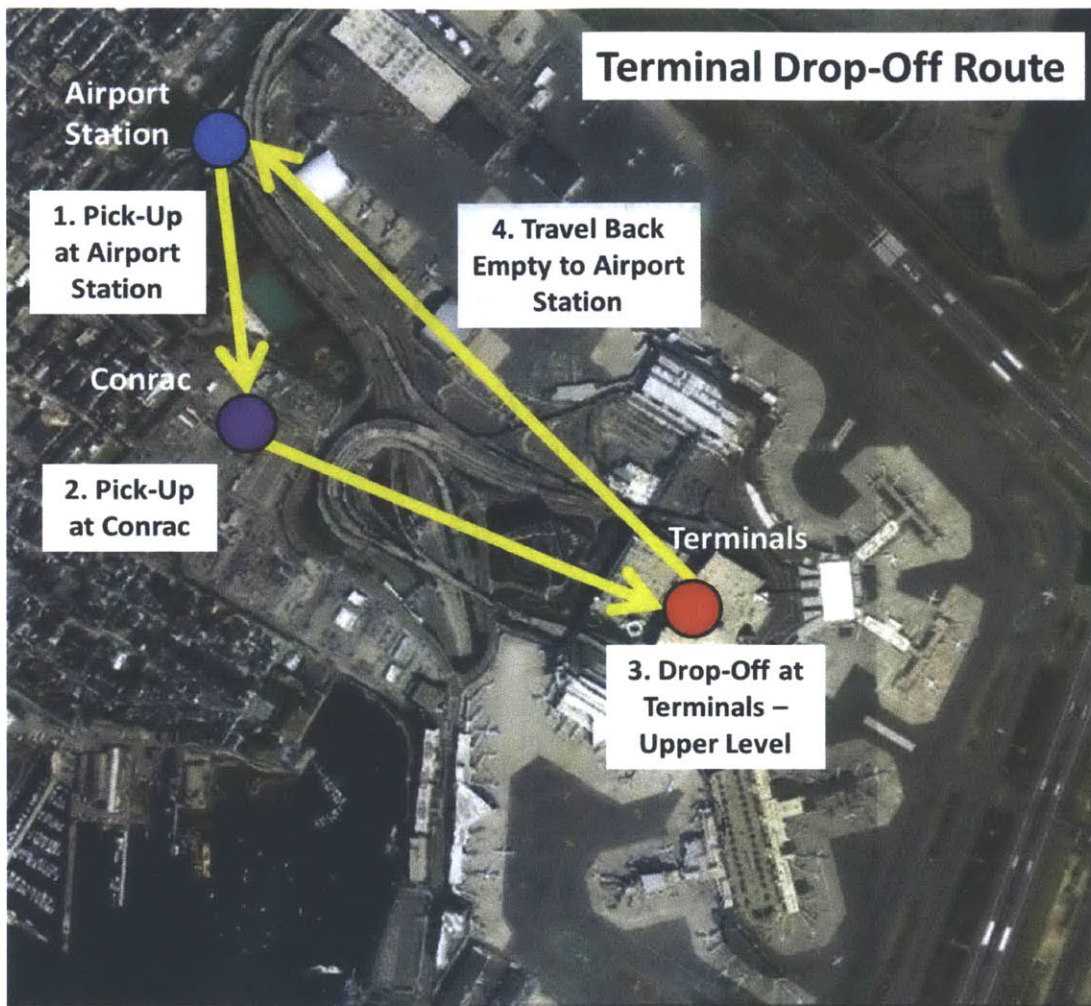 Terminal Drop-Off Route
Airport
Station
1. Pick-Up
at Airport
Station
4. Travel Back
Empty to Airport
Station
Conrac
2. Pick-Up
at Conrac
Terminals
3. Drop-Off at
Terminals –
Upper Level